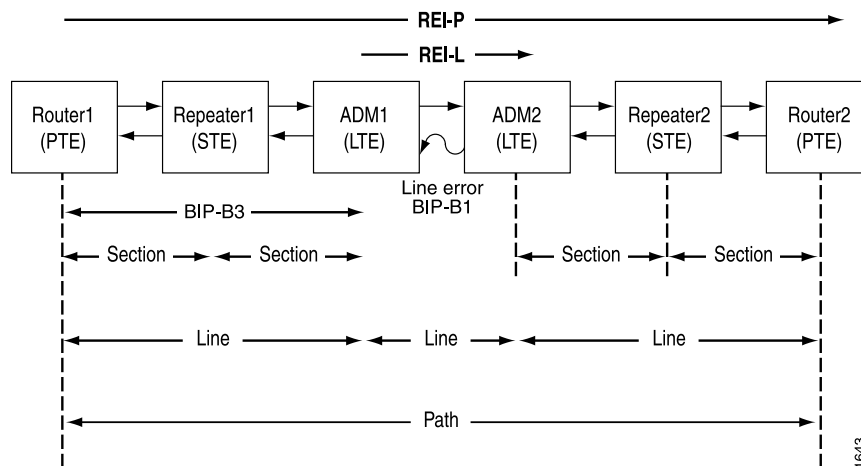 REI-P
REI-L
Router1
(PTE)
Repeater1
(STE)
ADM1
(LTE)
ADM2
(LTE)
Repeater2
(STE)
Router2
(PTE)
Line error
BIP-B1
BIP-B3
Section
Section
Section
Section
Line
Line
Line
Path